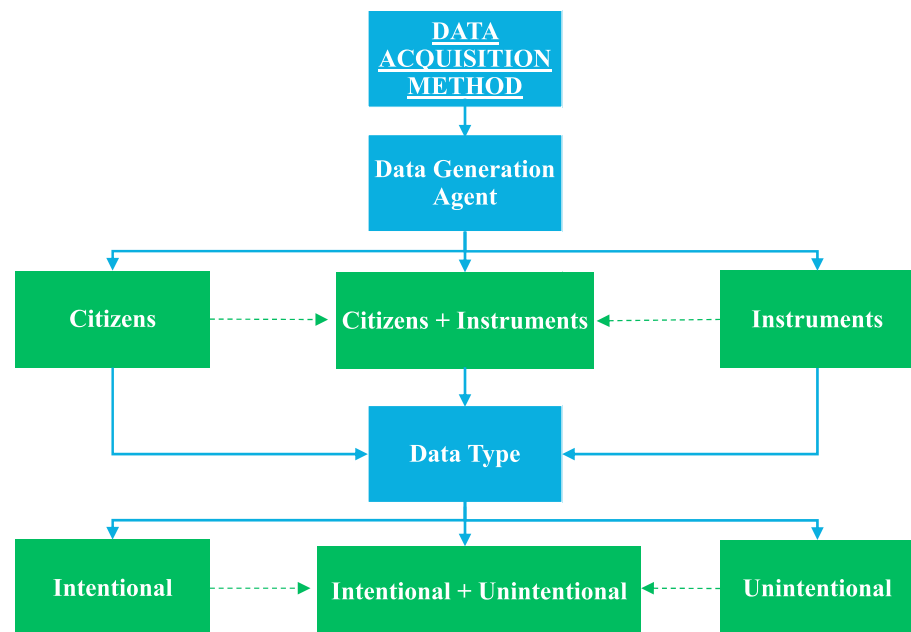 DATA
ACQUISITION
METHOD
Data Generation
Agent
Citizens
Citizens + Instruments
Instruments
Data Type
Intentional
Intentional + Unintentional
Unintentional